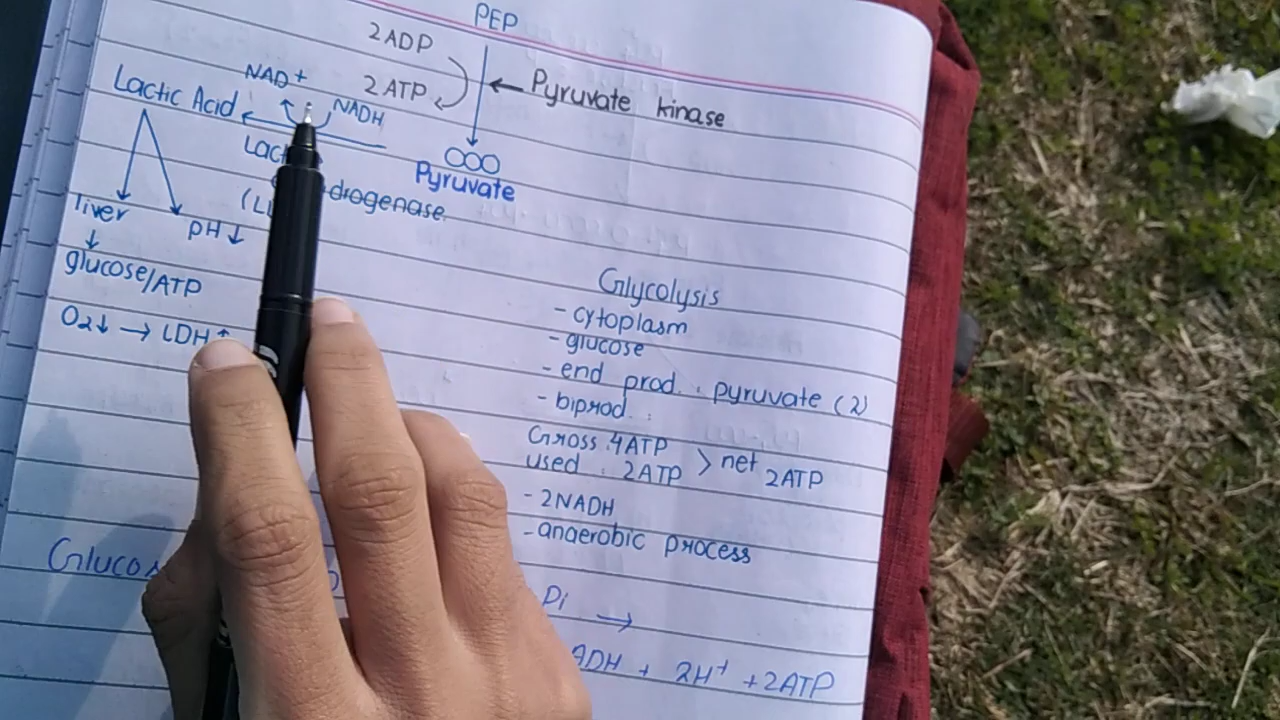 PEP
2ADP
2ATP
← Pyruvate kinase
NAD+
NADH
Lactic Acid
Pyruvate
drogenase
liver
pH↓
↓
glucose/ATP
O2↓ → LDH↑
Glycolysis
- cytoplasm
- glucose
- end prod. : pyruvate (2)
- biprod. :
Gross : 4ATP
used : 2ATP > net 2ATP
- 2NADH
- anaerobic process
Pi →
ADH + 2H+ + 2ATP